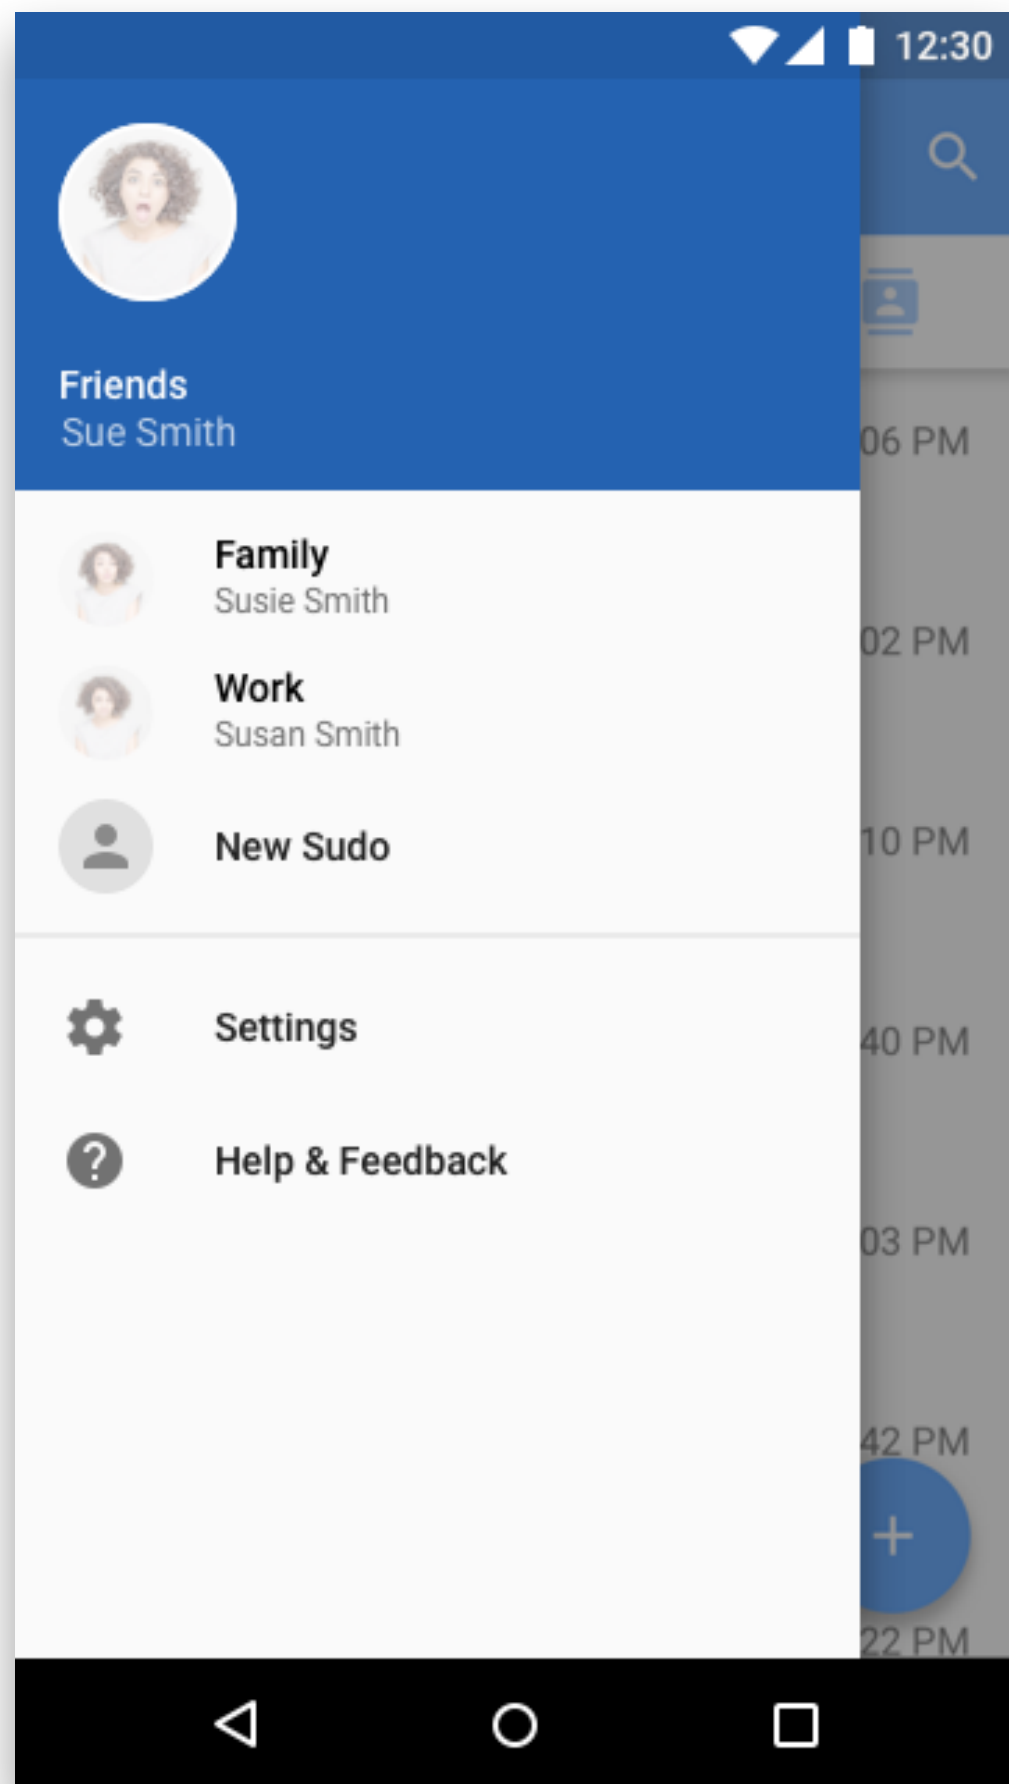 12:30
Friends
Sue Smith
06 PM
Family
Susie Smith
02 PM
Work
Susan Smith
New Sudo
10 PM
Settings
40 PM
Help & Feedback
03 PM
42 PM
22 PM